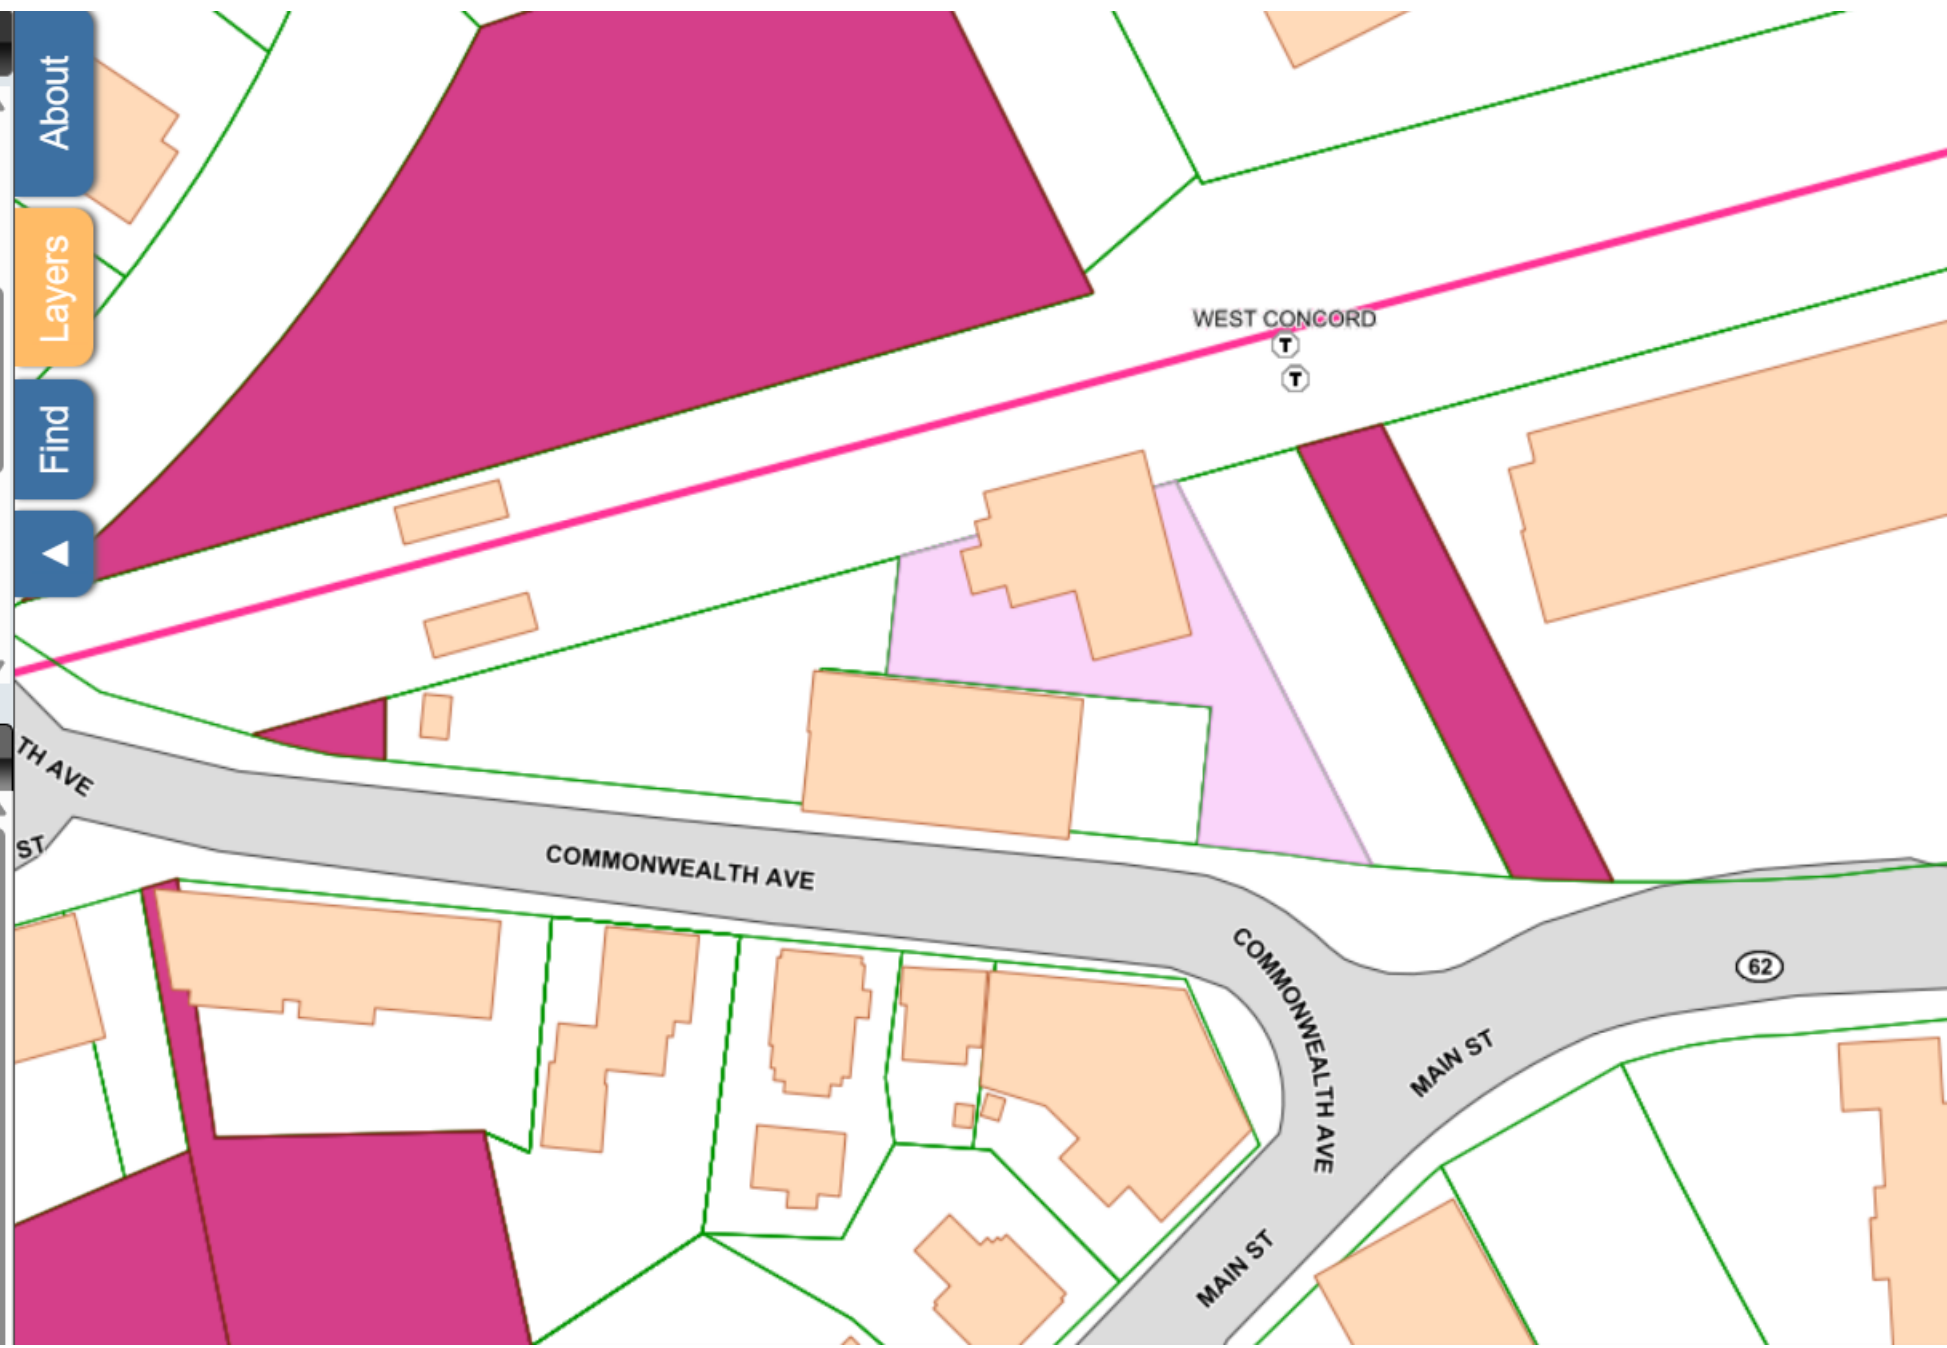 About
Layers
Find
WEST CONCORD
T
T
TH AVE
ST
COMMONWEALTH AVE
COMMONWEALTH AVE
62
MAIN ST
MAIN ST